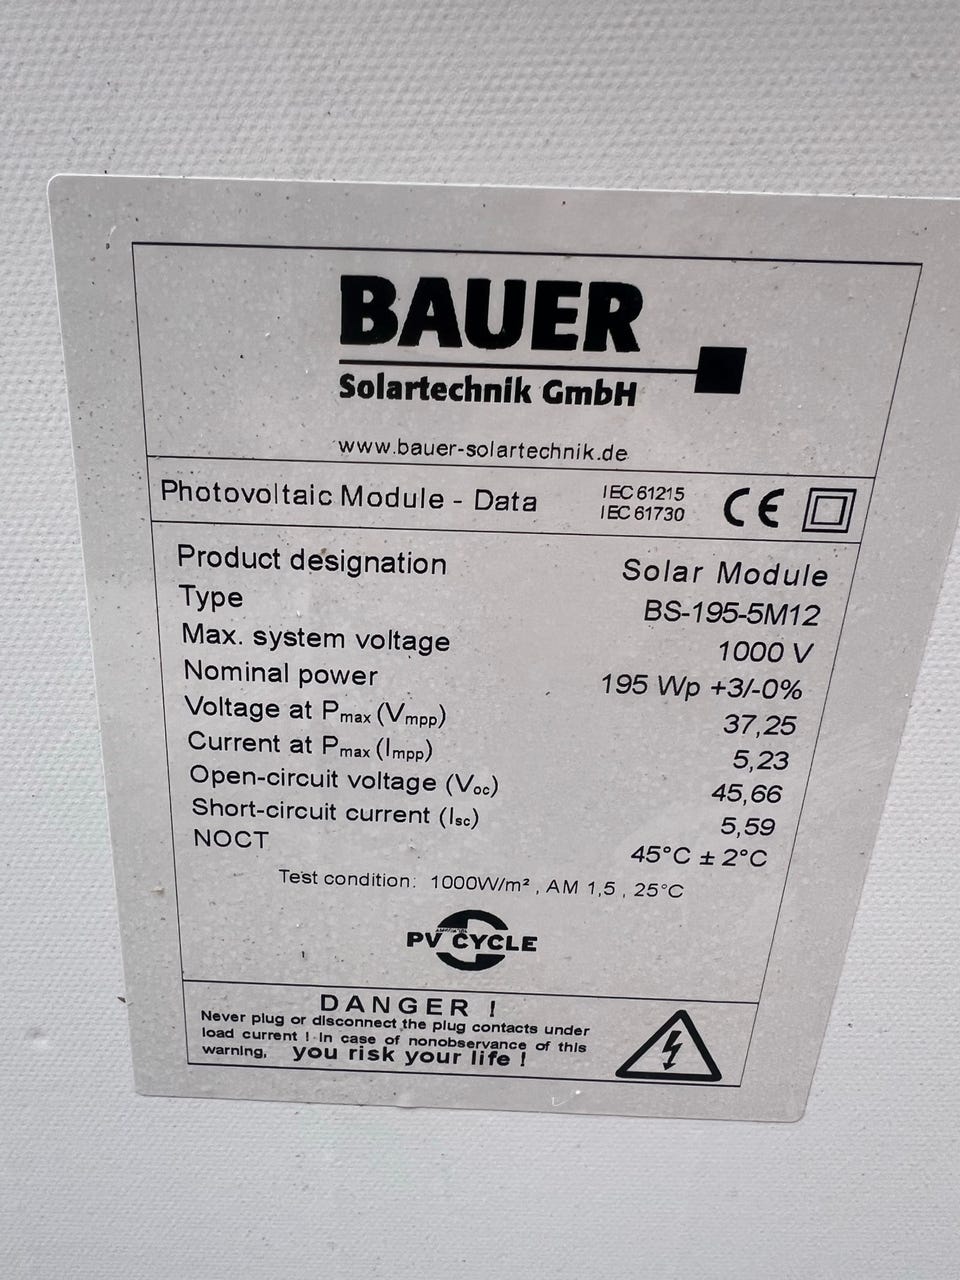 BAUER
Solartechnik GmbH
www.bauer-solartechnik.de
Photovoltaic Module - Data
IEC 61215
IEC 61730
CE
Product designation Solar Module
Type BS-195-5M12
Max. system voltage 1000 V
Nominal power 195 Wp +3/-0%
Voltage at Pmax (Vmpp) 37,25
Current at Pmax (Impp) 5,23
Open-circuit voltage (Voc) 45,66
Short-circuit current (Isc) 5,59
NOCT 45°C ± 2°C
Test condition: 1000W/m² , AM 1,5 , 25°C
PV CYCLE
DANGER !
Never plug or disconnect the plug contacts under
load current ! In case of nonobservance of this
warning, you risk your life !